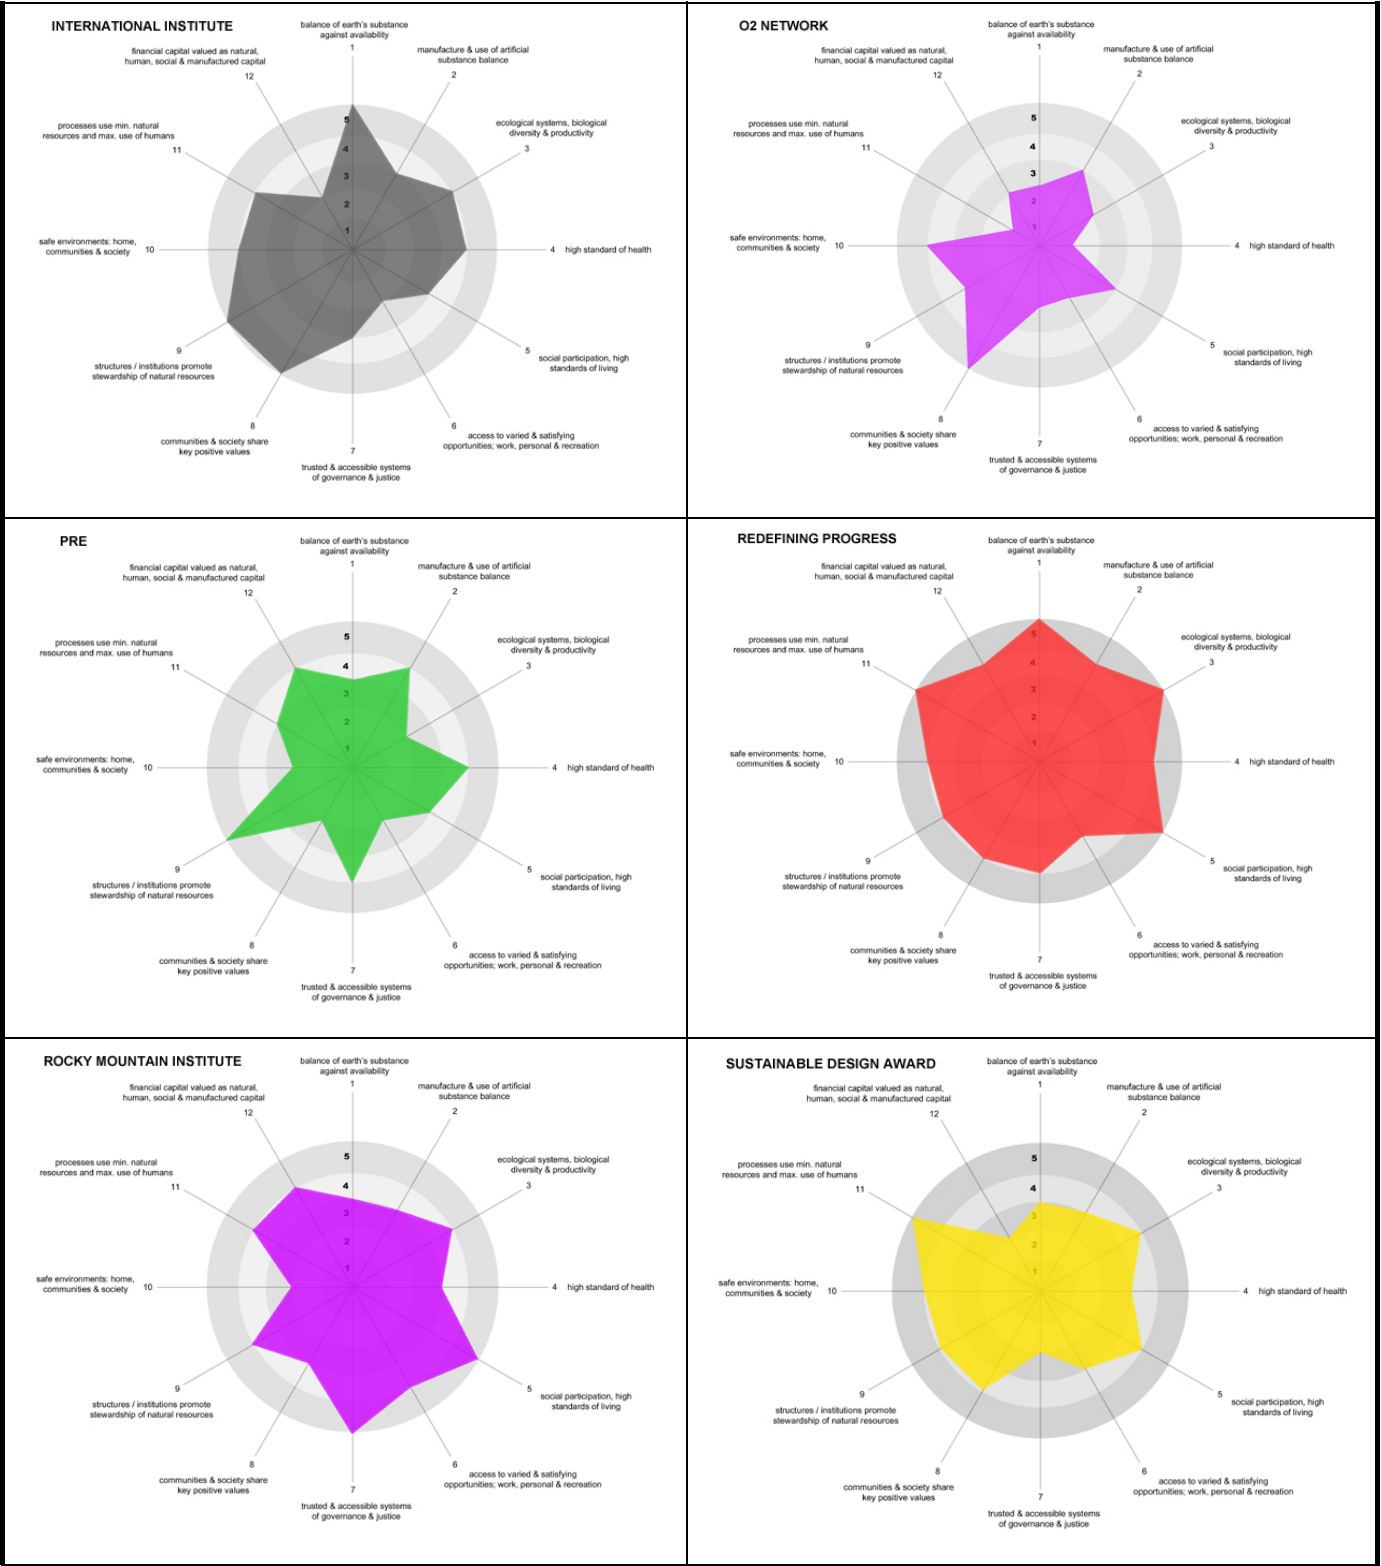 INTERNATIONAL INSTITUTE
balance of earth's substance
against availability
1
manufacture & use of artificial
substance balance
2
ecological systems, biological
diversity & productivity
3
4 high standard of health
5
social participation, high
standards of living
6
access to varied & satisfying
opportunities; work, personal & recreation
7
trusted & accessible systems
of governance & justice
8
communities & society share
key positive values
9
structures / institutions promote
stewardship of natural resources
safe environments: home,
communities & society
10
processes use min. natural
resources and max. use of humans
11
financial capital valued as natural,
human, social & manufactured capital
12
5
4
3
2
1
O2 NETWORK
balance of earth's substance
against availability
1
manufacture & use of artificial
substance balance
2
ecological systems, biological
diversity & productivity
3
4 high standard of health
5
social participation, high
standards of living
6
access to varied & satisfying
opportunities; work, personal & recreation
7
trusted & accessible systems
of governance & justice
8
communities & society share
key positive values
9
structures / institutions promote
stewardship of natural resources
safe environments: home,
communities & society
10
processes use min. natural
resources and max. use of humans
11
financial capital valued as natural,
human, social & manufactured capital
12
5
4
3
2
1
PRE
balance of earth's substance
against availability
1
manufacture & use of artificial
substance balance
2
ecological systems, biological
diversity & productivity
3
4 high standard of health
5
social participation, high
standards of living
6
access to varied & satisfying
opportunities; work, personal & recreation
7
trusted & accessible systems
of governance & justice
8
communities & society share
key positive values
9
structures / institutions promote
stewardship of natural resources
safe environments: home,
communities & society
10
processes use min. natural
resources and max. use of humans
11
financial capital valued as natural,
human, social & manufactured capital
12
5
4
3
2
1
REDEFINING PROGRESS
balance of earth's substance
against availability
1
manufacture & use of artificial
substance balance
2
ecological systems, biological
diversity & productivity
3
4 high standard of health
5
social participation, high
standards of living
6
access to varied & satisfying
opportunities; work, personal & recreation
7
trusted & accessible systems
of governance & justice
8
communities & society share
key positive values
9
structures / institutions promote
stewardship of natural resources
safe environments: home,
communities & society
10
processes use min. natural
resources and max. use of humans
11
financial capital valued as natural,
human, social & manufactured capital
12
5
4
3
2
1
ROCKY MOUNTAIN INSTITUTE
balance of earth's substance
against availability
1
manufacture & use of artificial
substance balance
2
ecological systems, biological
diversity & productivity
3
4 high standard of health
5
social participation, high
standards of living
6
access to varied & satisfying
opportunities; work, personal & recreation
7
trusted & accessible systems
of governance & justice
8
communities & society share
key positive values
9
structures / institutions promote
stewardship of natural resources
safe environments: home,
communities & society
10
processes use min. natural
resources and max. use of humans
11
financial capital valued as natural,
human, social & manufactured capital
12
5
4
3
2
1
SUSTAINABLE DESIGN AWARD
balance of earth's substance
against availability
1
manufacture & use of artificial
substance balance
2
ecological systems, biological
diversity & productivity
3
4 high standard of health
5
social participation, high
standards of living
6
access to varied & satisfying
opportunities; work, personal & recreation
7
trusted & accessible systems
of governance & justice
8
communities & society share
key positive values
9
structures / institutions promote
stewardship of natural resources
safe environments: home,
communities & society
10
processes use min. natural
resources and max. use of humans
11
financial capital valued as natural,
human, social & manufactured capital
12
5
4
3
2
1